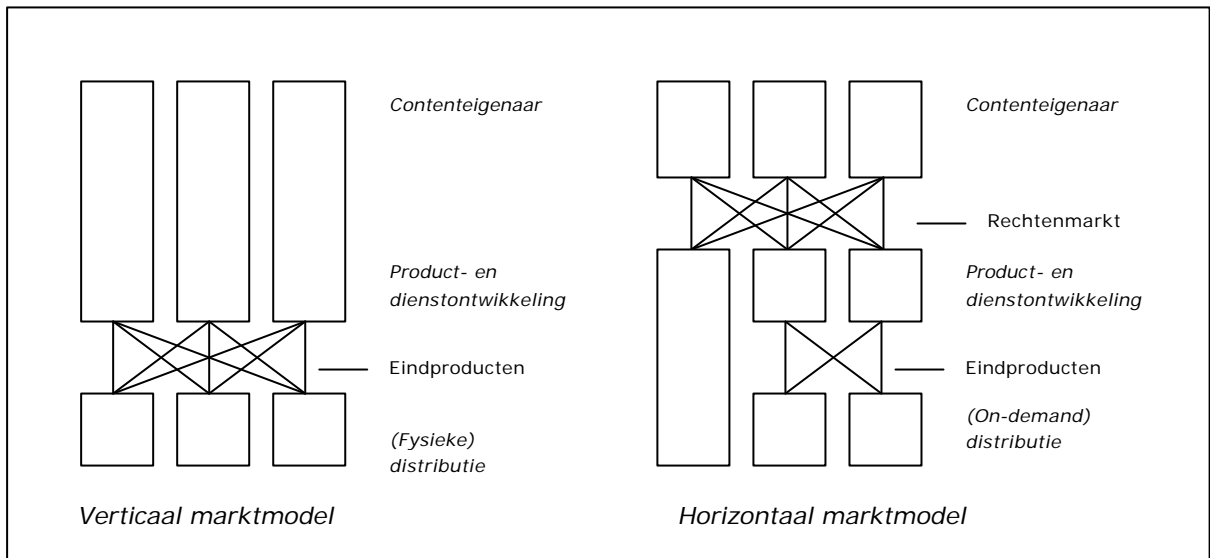 Contenteigenaar
Product- en
dienstontwikkeling
Eindproducten
(Fysieke)
distributie
Verticaal marktmodel
Contenteigenaar
Rechtenmarkt
Product- en
dienstontwikkeling
Eindproducten
(On-demand)
distributie
Horizontaal marktmodel